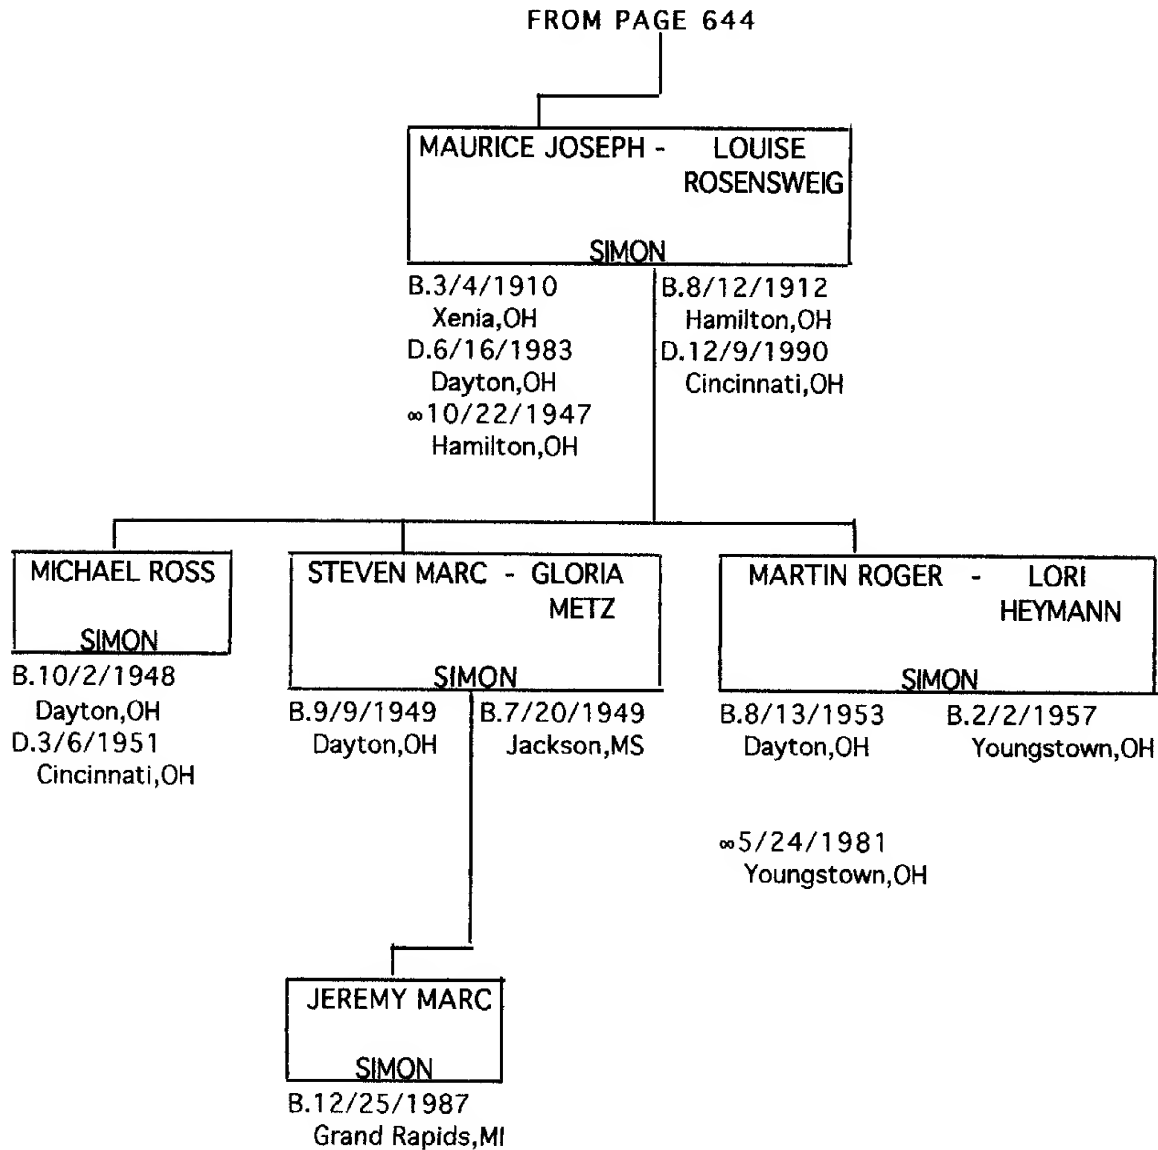 FROM PAGE 644
MAURICE JOSEPH - LOUISE
ROSENSWEIG
SIMON
B.3/4/1910
Xenia,OH
D.6/16/1983
Dayton,OH
∞10/22/1947
Hamilton,OH
B.8/12/1912
Hamilton,OH
D.12/9/1990
Cincinnati,OH
MICHAEL ROSS
SIMON
B.10/2/1948
Dayton,OH
D.3/6/1951
Cincinnati,OH
STEVEN MARC - GLORIA
METZ
SIMON
B.9/9/1949
Dayton,OH
B.7/20/1949
Jackson,MS
MARTIN ROGER - LORI
HEYMANN
SIMON
B.8/13/1953
Dayton,OH
B.2/2/1957
Youngstown,OH
∞5/24/1981
Youngstown,OH
JEREMY MARC
SIMON
B.12/25/1987
Grand Rapids,MI